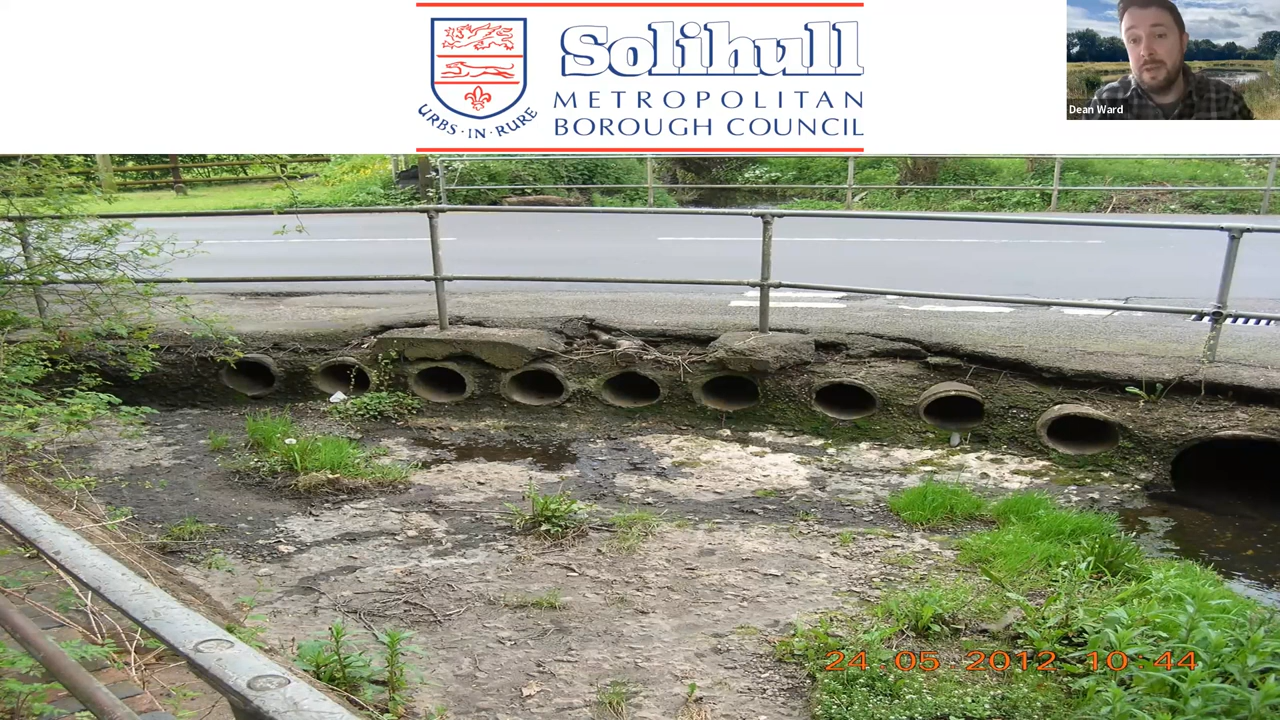 Solihull
METROPOLITAN
BOROUGH COUNCIL
URBS·IN·RURE
Dean Ward
24.05.2012 10:44